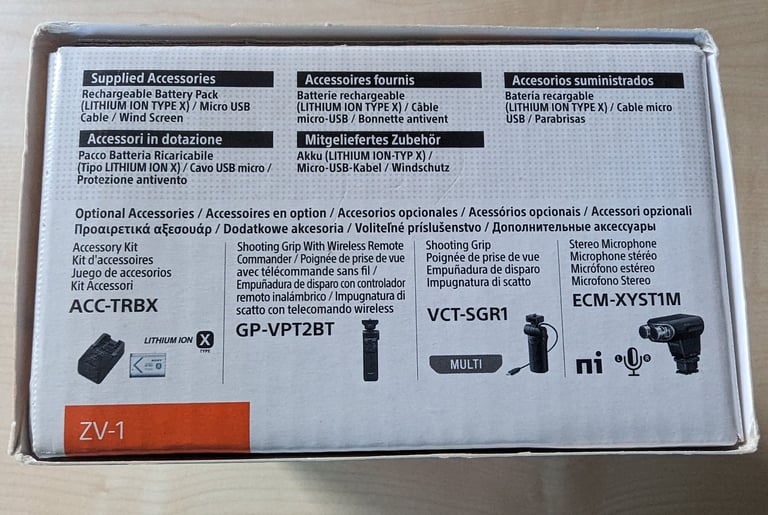 Supplied Accessories
Rechargeable Battery Pack
(LITHIUM ION TYPE X) / Micro USB
Cable / Wind Screen
Accessoires fournis
Batterie rechargeable
(LITHIUM ION TYPE X) / Câble
micro-USB / Bonnette antivent
Accesorios suministrados
Batería recargable
(LITHIUM ION TYPE X) / Cable micro
USB / Parabrisas
Accessori in dotazione
Pacco Batteria Ricaricabile
(Tipo LITHIUM ION X) / Cavo USB micro /
Protezione antivento
Mitgeliefertes Zubehör
Akku (LITHIUM ION-TYP X) /
Micro-USB-Kabel / Windschutz
Optional Accessories / Accessoires en option / Accesorios opcionales / Acessórios opcionais / Accessori opzionali
Προαιρετικά αξεσουάρ / Dodatkowe akcesoria / Voliteľné príslušenstvo / Дополнительные аксессуары
Accessory Kit
Kit d'accessoires
Juego de accesorios
Kit Accessori
ACC-TRBX
LITHIUM ION X
TYPE
SONY
Shooting Grip With Wireless Remote
Commander / Poignée de prise de vue
avec télécommande sans fil /
Empuñadura de disparo con controlador
remoto inalámbrico / Impugnatura di
scatto con telecomando wireless
GP-VPT2BT
Shooting Grip
Poignée de prise de vue
Empuñadura de disparo
Impugnatura di scatto
VCT-SGR1
MULTI
Stereo Microphone
Microphone stéréo
Micrófono estéreo
Microfono Stereo
ECM-XYST1M
mi
L R
ZV-1